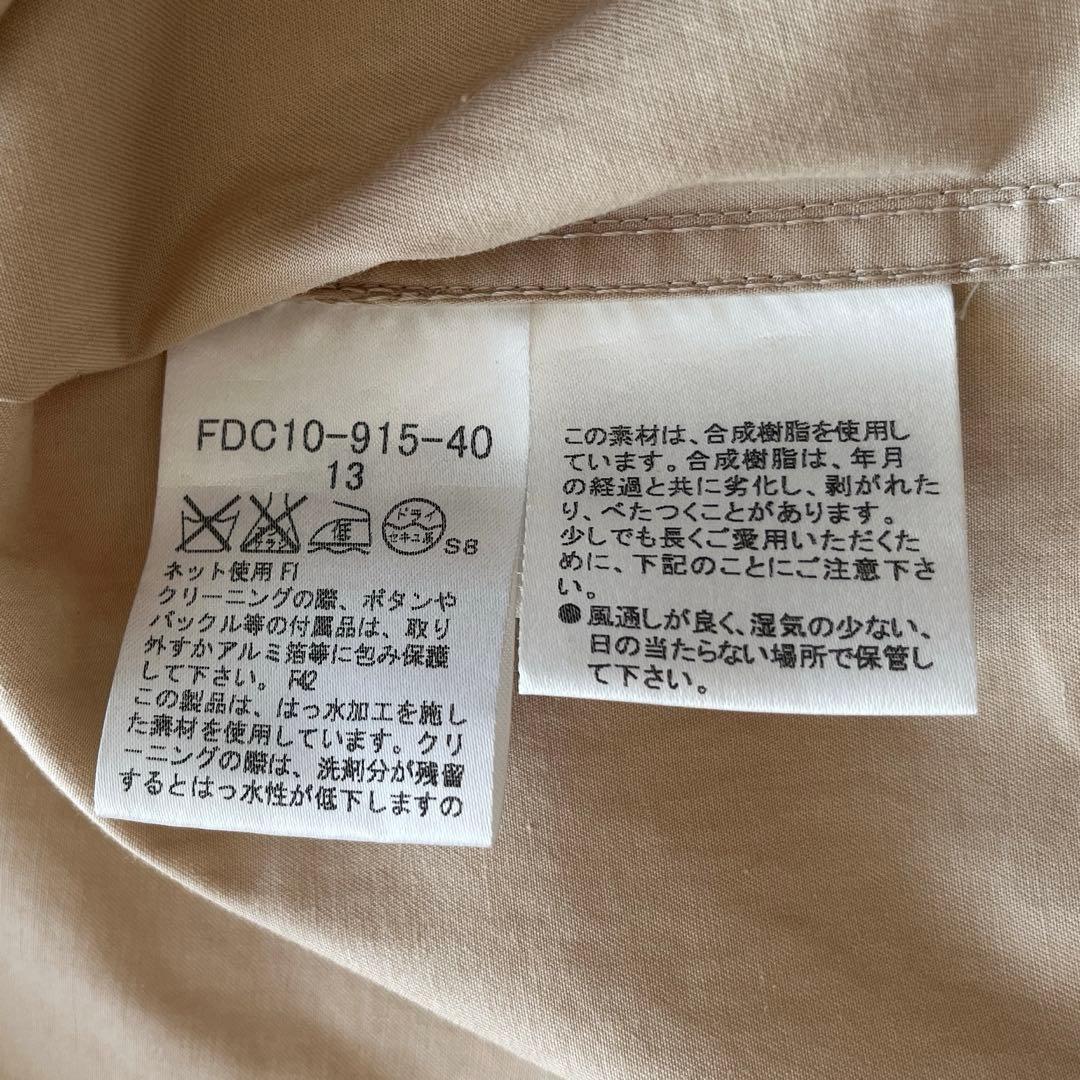 FDC10-915-40
13
エンソ
サラシ
低
ドライ
セキユ系
S8
ネット使用 F1
クリーニングの際、ボタンや
バックル等の付属品は、取り
外すかアルミ箔等に包み保護
して下さい。 F42
この製品は、はっ水加工を施し
た素材を使用しています。クリ
ーニングの際は、洗剤分が残留
するとはっ水性が低下しますの
この素材は、合成樹脂を使用し
ています。合成樹脂は、年月
の経過と共に劣化し、剥がれた
り、べたつくことがあります。
少しでも長くご愛用いただくた
めに、下記のことにご注意下さ
い。
●風通しが良く、湿気の少ない、
日の当たらない場所で保管し
て下さい。